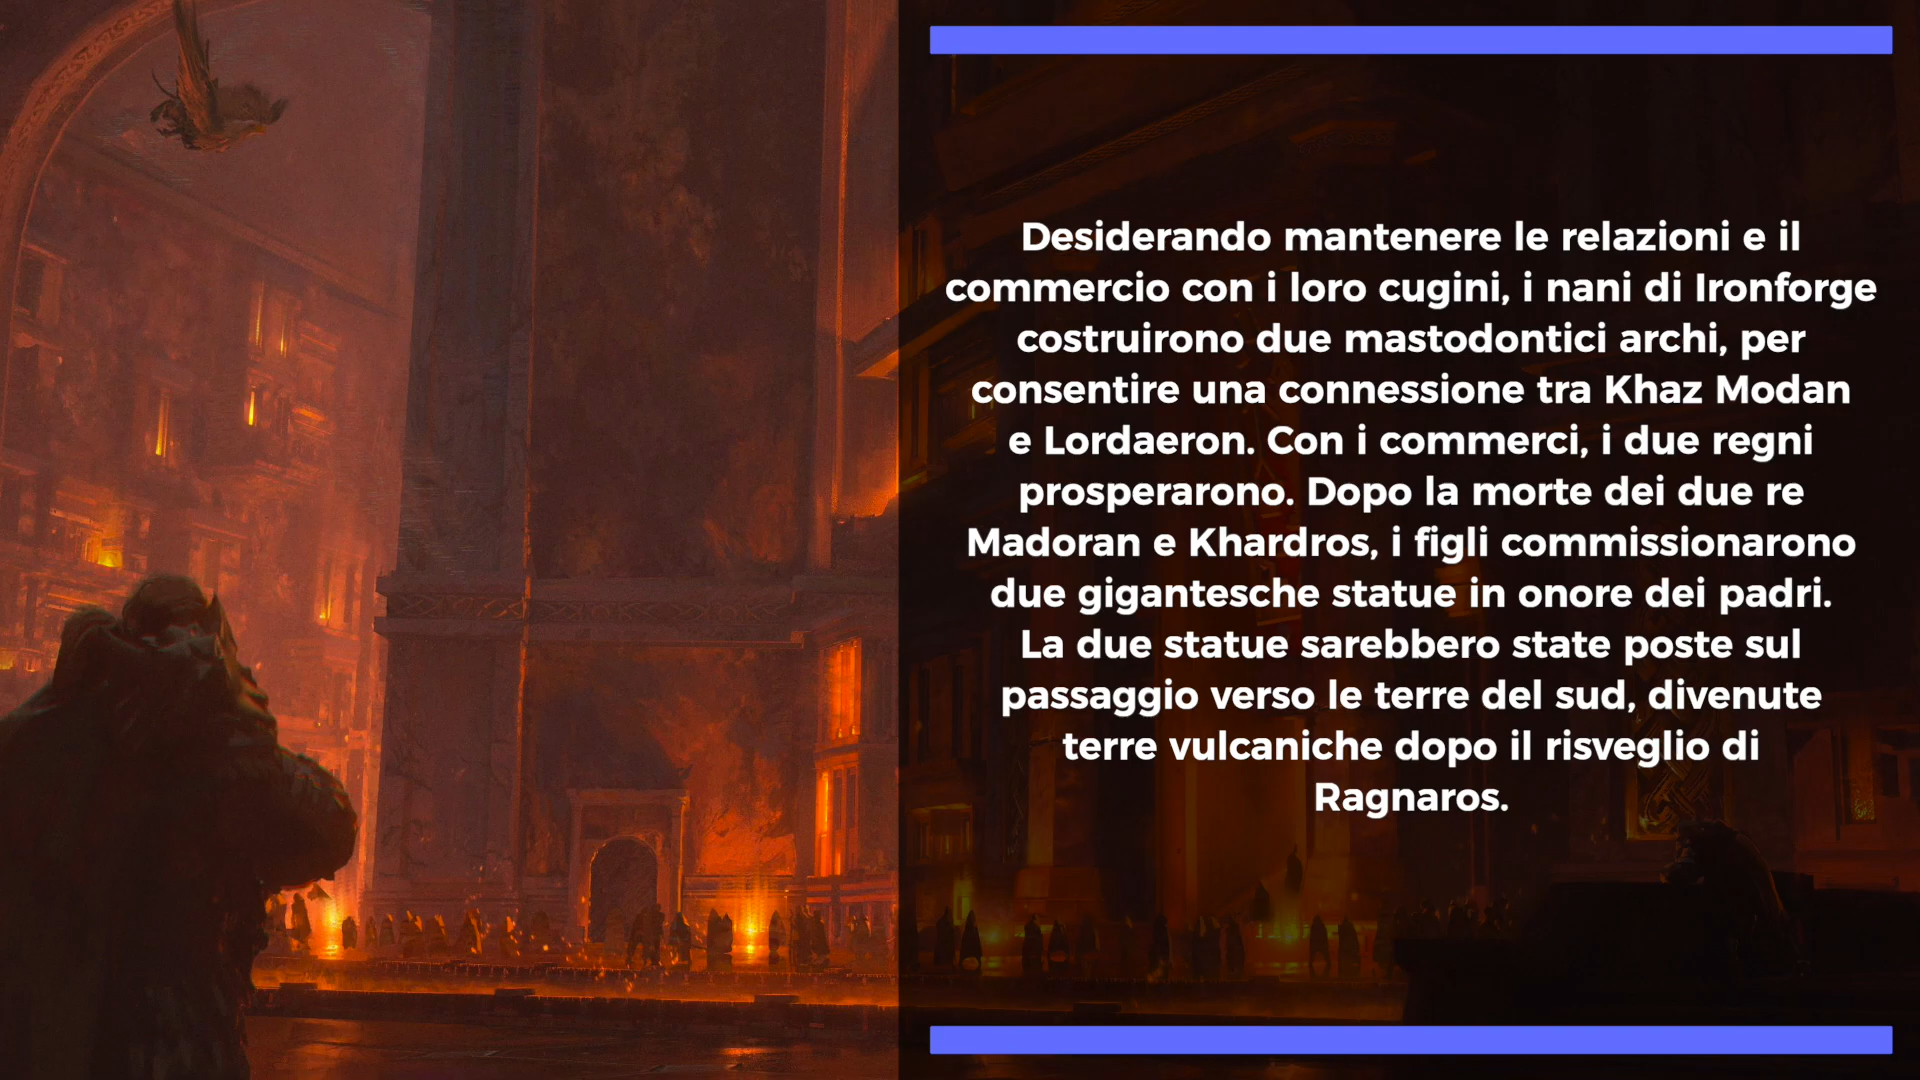 Desiderando mantenere le relazioni e il
commercio con i loro cugini, i nani di Ironforge
costruirono due mastodontici archi, per
consentire una connessione tra Khaz Modan
e Lordaeron. Con i commerci, i due regni
prosperarono. Dopo la morte dei due re
Madoran e Khardros, i figli commissionarono
due gigantesche statue in onore dei padri.
La due statue sarebbero state poste sul
passaggio verso le terre del sud, divenute
terre vulcaniche dopo il risveglio di
Ragnaros.